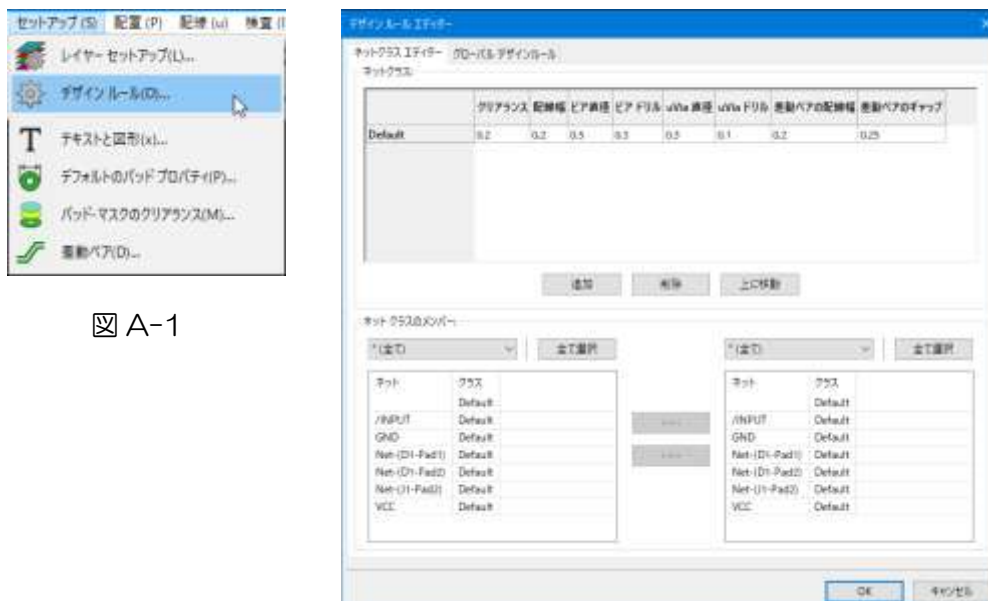 セットアップ(S) 配置(P) 配線(u) 検査(I
レイヤー セットアップ(L)...
デザイン ルール(D)...
テキストと図形(x)...
デフォルトのパッド プロパティ(P)...
パッド-マスクのクリアランス(M)...
差動ペア(D)...
図 A-1
デザインルールエディター
ネットクラス エディター グローバル デザインルール
ネットクラス:
クリアランス 配線幅 ビア直径 ビア ドリル uVia 直径 uVia ドリル 差動ペアの配線幅 差動ペアのギャップ
Default 0.2 0.2 0.5 0.3 0.3 0.1 0.2 0.25
追加 削除 上に移動
ネット クラスのメンバー:
* (全て) 全て選択 * (全て) 全て選択
ネット クラス ネット クラス
Default Default
/INPUT Default /INPUT Default
GND Default GND Default
Net-(D1-Pad1) Default Net-(D1-Pad1) Default
Net-(D1-Pad2) Default Net-(D1-Pad2) Default
Net-(J1-Pad2) Default Net-(J1-Pad2) Default
VCC Default VCC Default
OK キャンセル